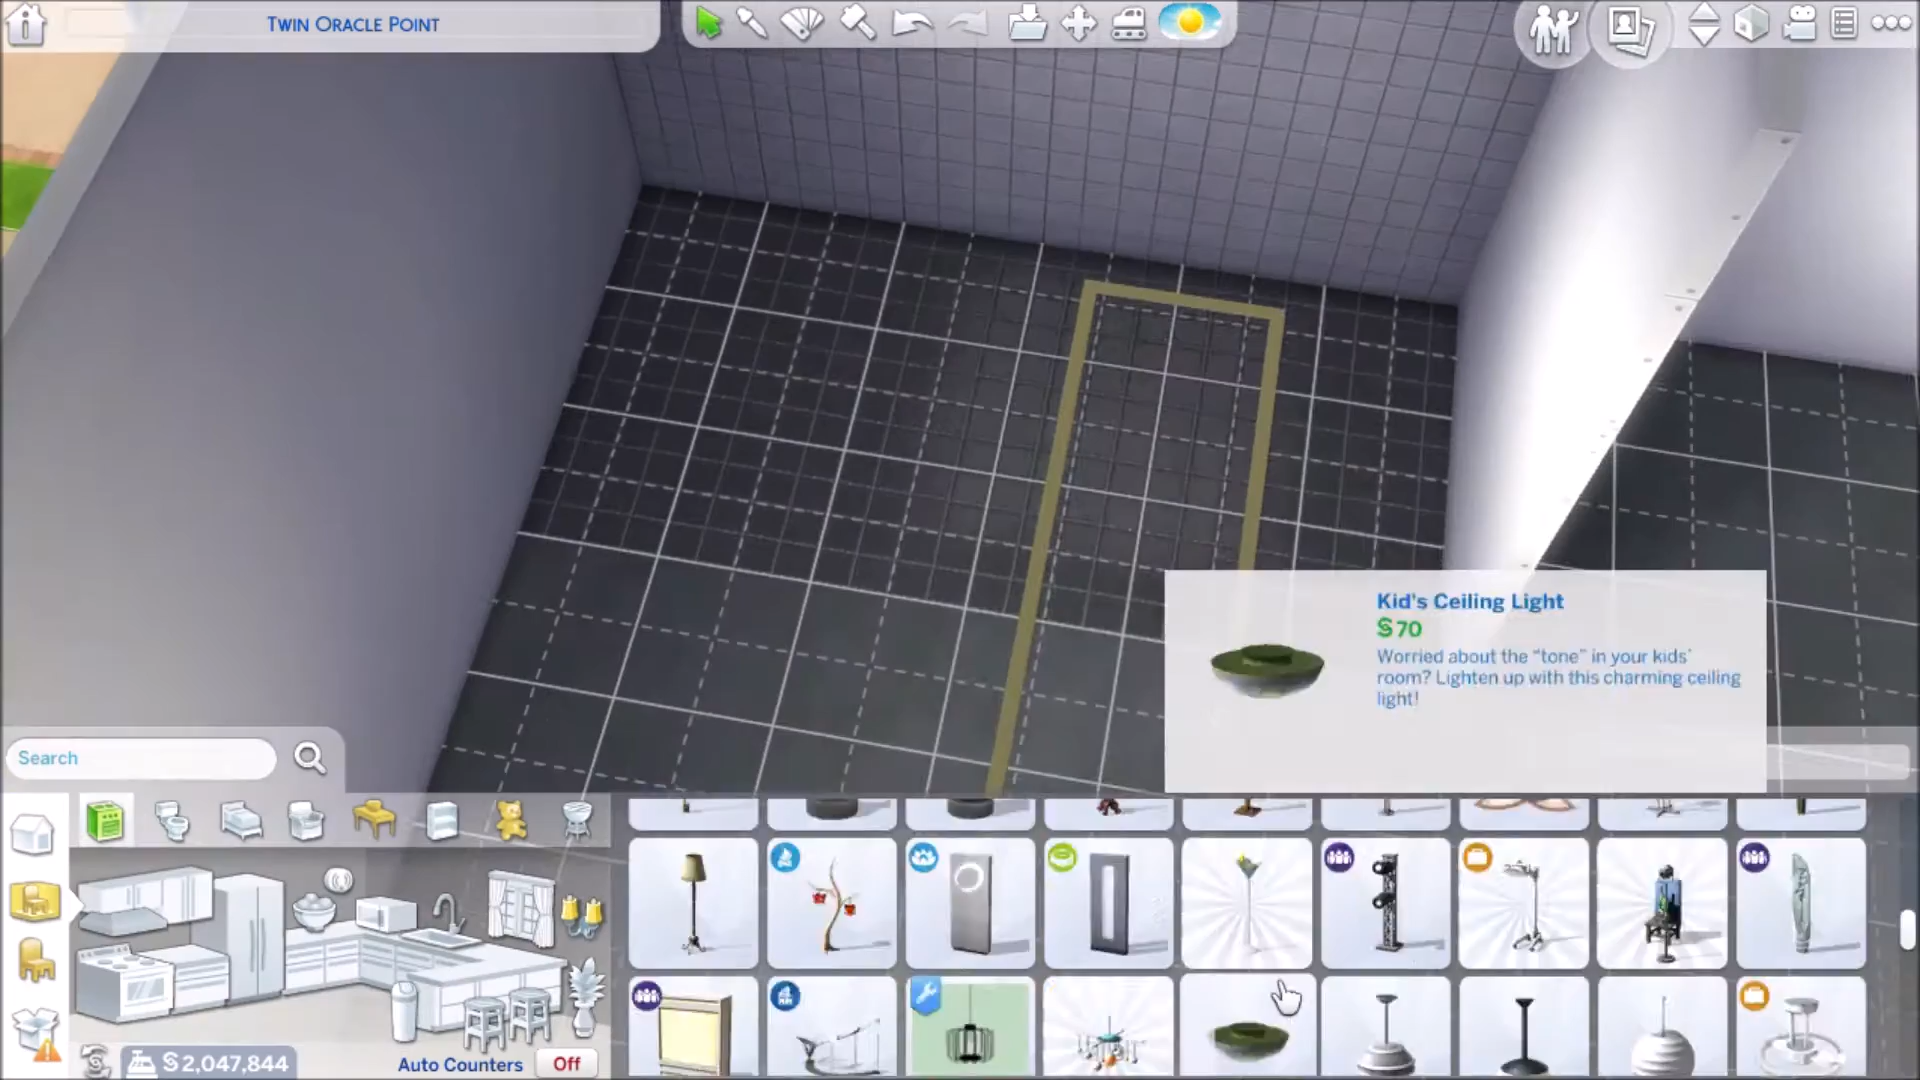 TWIN ORACLE POINT
Kid's Ceiling Light
§70
Worried about the "tone" in your kids'
room? Lighten up with this charming ceiling
light!
Search
§2,047,844
Auto Counters
Off